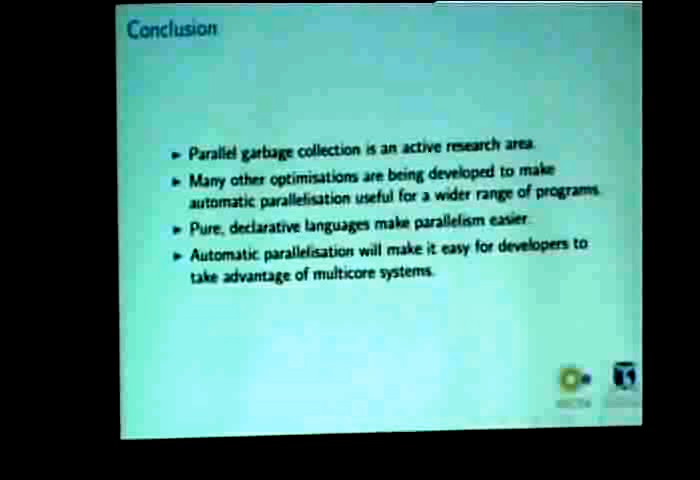 Conclusion
► Parallel garbage collection is an active research area.
► Many other optimisations are being developed to make
automatic parallelisation useful for a wider range of programs.
► Pure, declarative languages make parallelism easier.
► Automatic parallelisation will make it easy for developers to
take advantage of multicore systems.